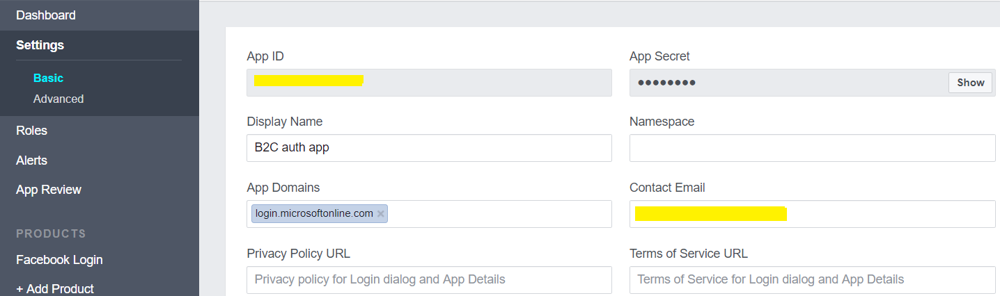 Dashboard
Settings
Basic
Advanced
Roles
Alerts
App Review
PRODUCTS
Facebook Login
+ Add Product
App ID
App Secret
●●●●●●●●
Show
Display Name
Namespace
B2C auth app
App Domains
Contact Email
login.microsoftonline.com ×
Privacy Policy URL
Terms of Service URL
Privacy policy for Login dialog and App Details
Terms of Service for Login dialog and App Details